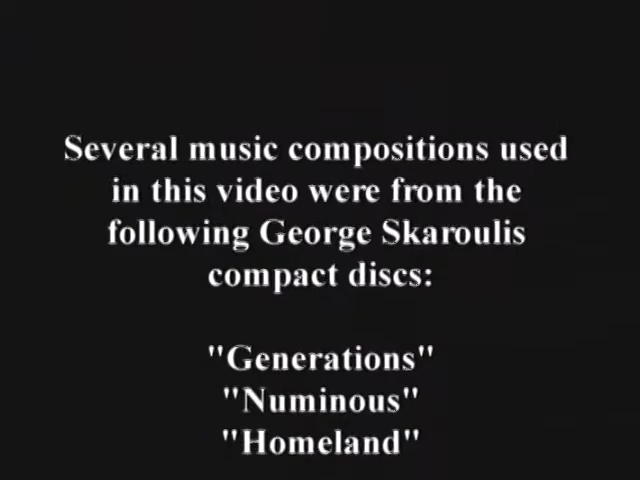 Several music compositions used
in this video were from the
following George Skaroulis
compact discs:
"Generations"
"Numinous"
"Homeland"